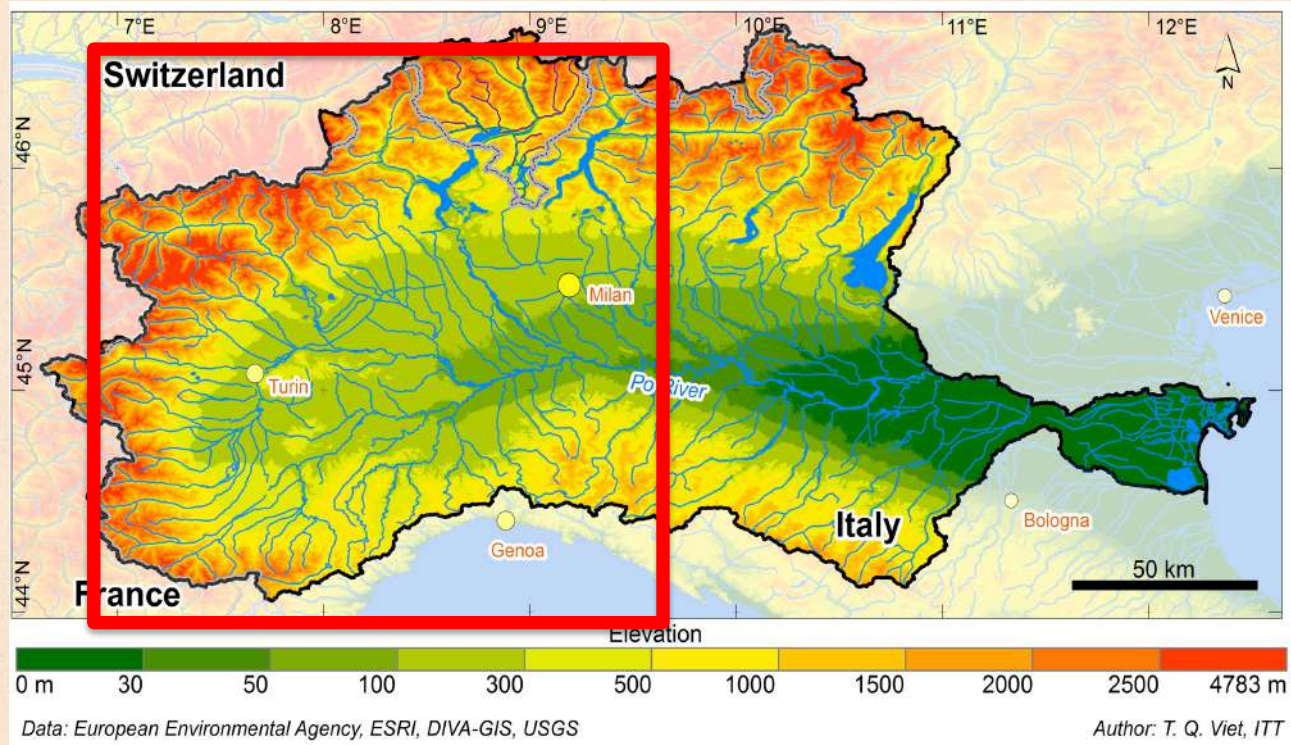 7°E 8°E 9°E 10°E 11°E 12°E
Switzerland
N
46°N
Milan
Venice
45°N
Turin
Po River
Italy
Bologna
Genoa
50 km
44°N
France
Elevation
0 m 30 50 100 300 500 1000 1500 2000 2500 4783 m
Data: European Environmental Agency, ESRI, DIVA-GIS, USGS
Author: T. Q. Viet, ITT